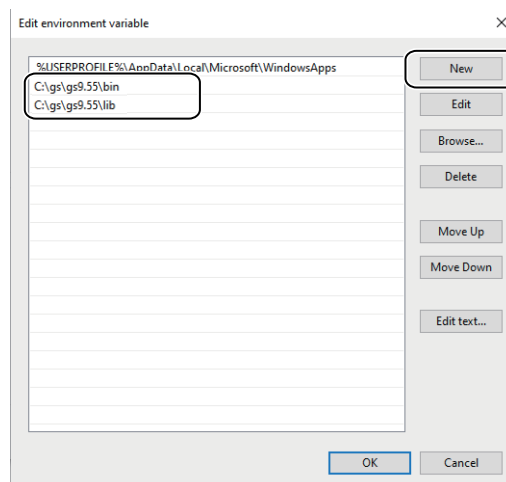 Edit environment variable
%USERPROFILE%\AppData\Local\Microsoft\WindowsApps
C:\gs\gs9.55\bin
C:\gs\gs9.55\lib
New
Edit
Browse...
Delete
Move Up
Move Down
Edit text...
OK
Cancel